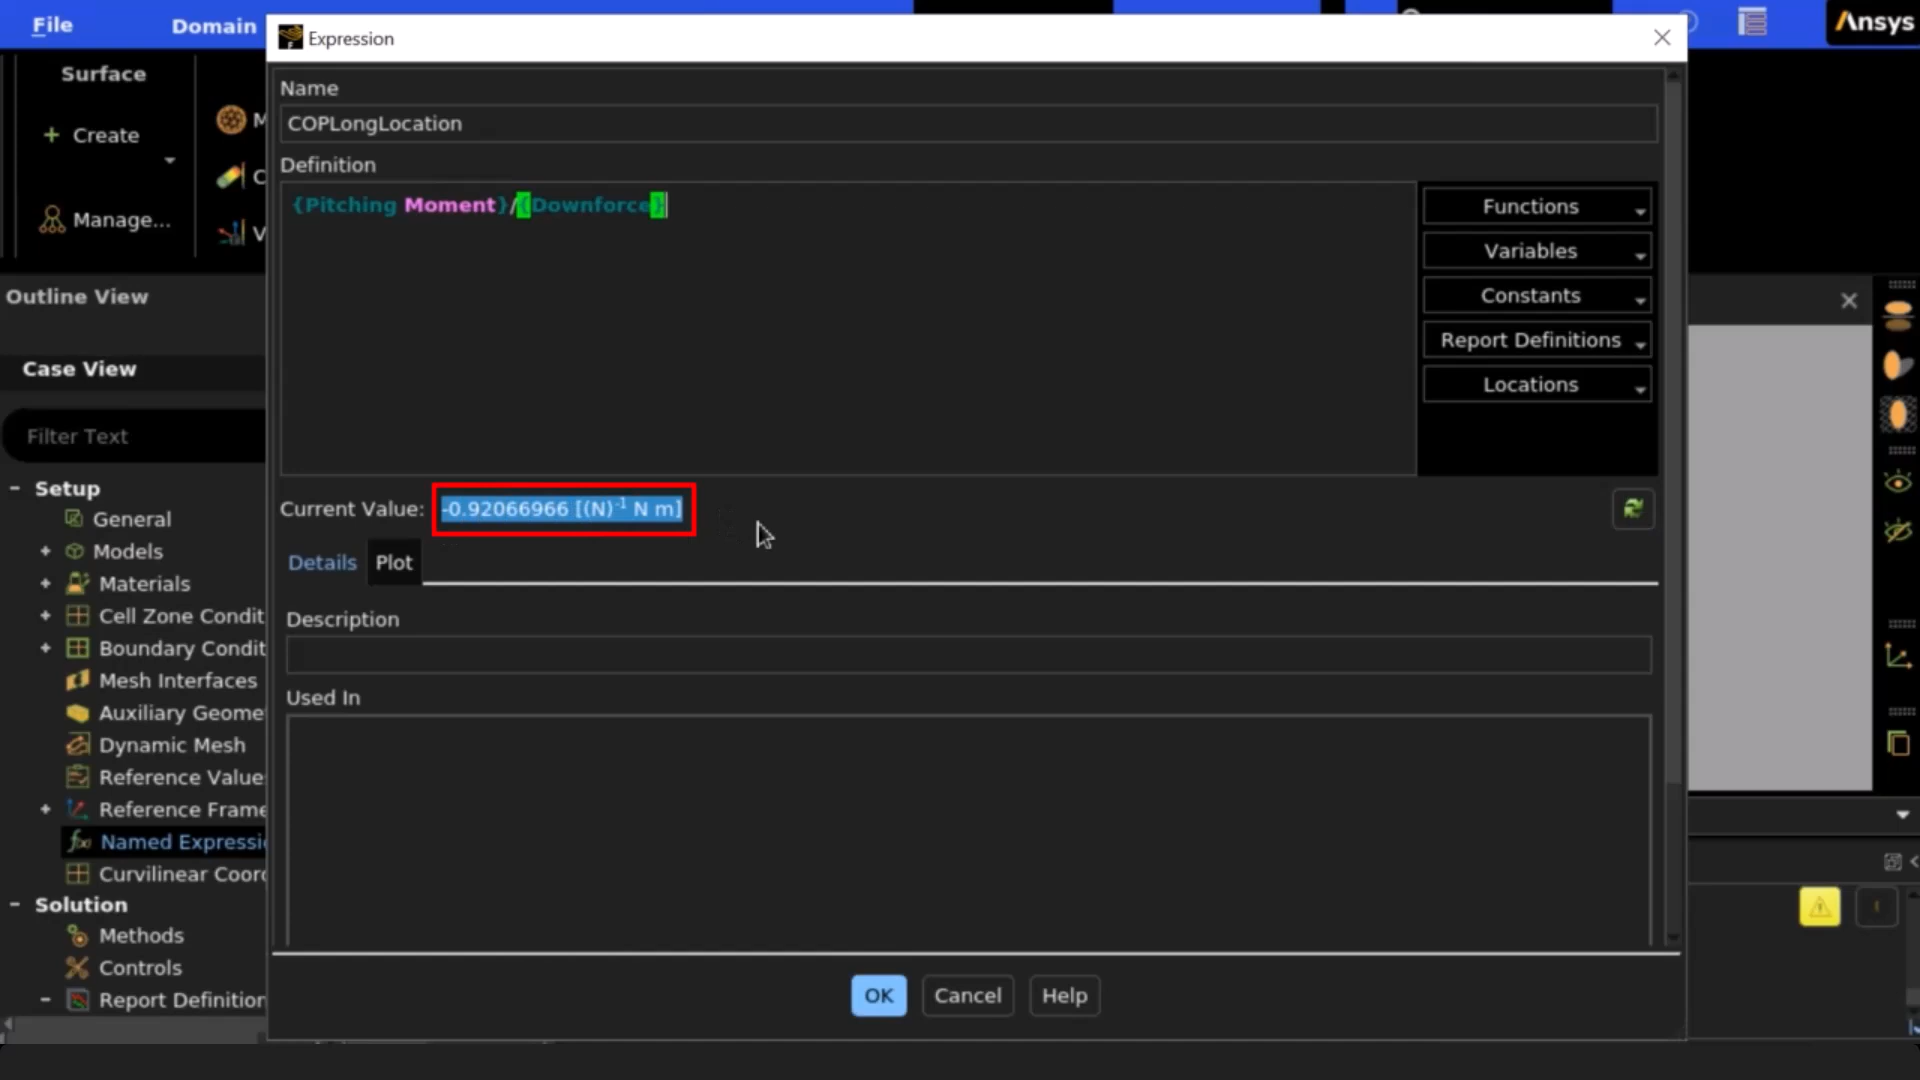 File
Domain
Ansys
Expression
Surface
Create
Manage...
Name
COPLongLocation
Definition
{Pitching Moment}/{Downforce}
Functions
Variables
Constants
Report Definitions
Locations
Outline View
Case View
Filter Text
Current Value: -0.92066966 [(N)⁻¹ N m]
Details
Plot
Description
Used In
Setup
General
Models
Materials
Cell Zone Condit
Boundary Condit
Mesh Interfaces
Auxiliary Geome
Dynamic Mesh
Reference Value
Reference Frame
Named Expressi
Curvilinear Coor
Solution
Methods
Controls
Report Definition
OK
Cancel
Help